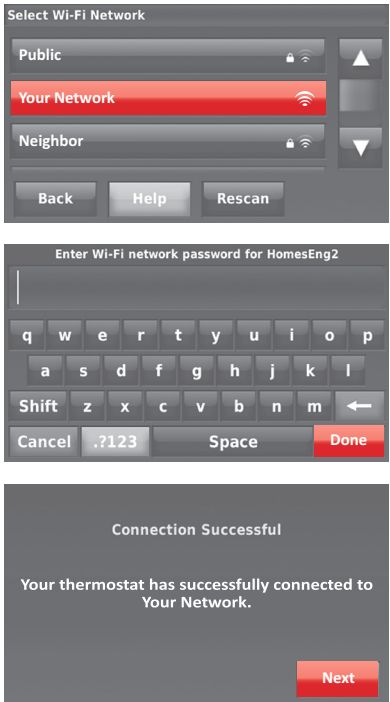 Select Wi-Fi Network
Public
Your Network
Neighbor
Back Help Rescan
Enter Wi-Fi network password for HomesEng2
q w e r t y u i o p
a s d f g h j k l
Shift z x c v b n m ←
Cancel .?123 Space Done
Connection Successful
Your thermostat has successfully connected to
Your Network.
Next